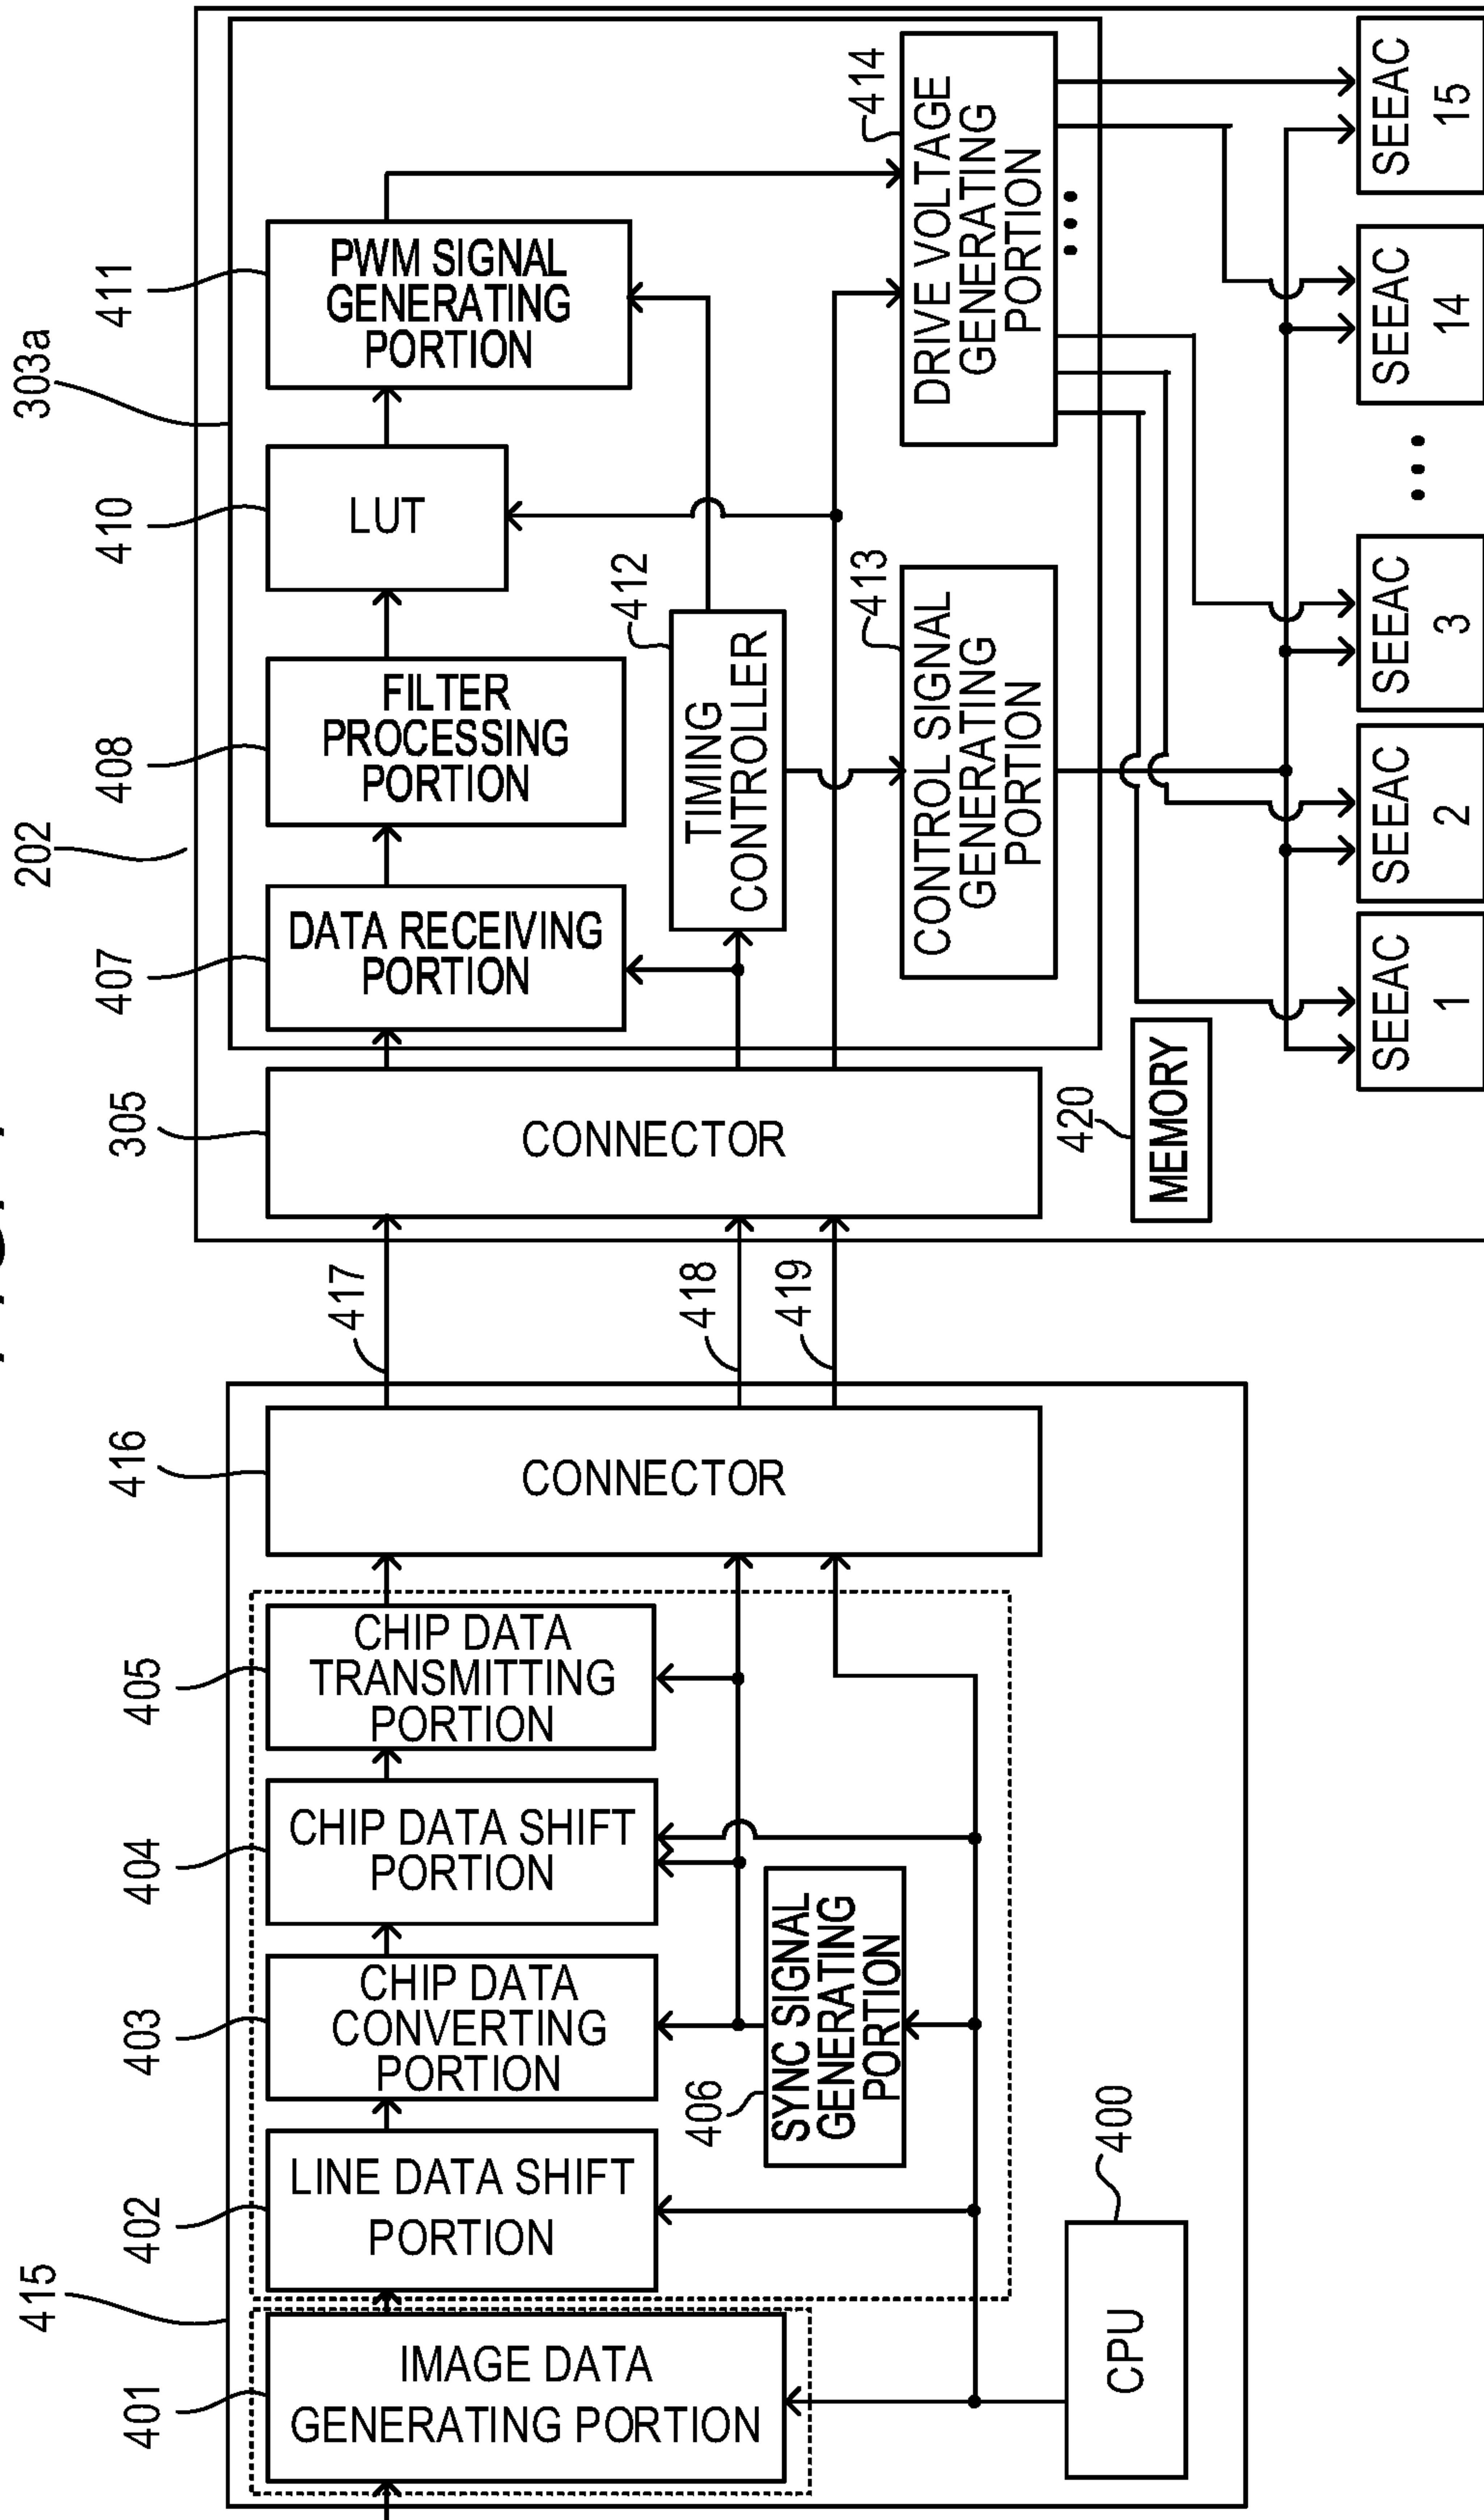 415
401
IMAGE DATA
GENERATING PORTION
402
LINE DATA SHIFT
PORTION
403
CHIP DATA
CONVERTING
PORTION
404
CHIP DATA SHIFT
PORTION
405
CHIP DATA
TRANSMITTING
PORTION
406
SYNC SIGNAL
GENERATING
PORTION
400
CPU
416
CONNECTOR
417
418
419
202
303a
305
CONNECTOR
407
DATA RECEIVING
PORTION
408
FILTER
PROCESSING
PORTION
410
LUT
411
PWM SIGNAL
GENERATING
PORTION
412
TIMING
CONTROLLER
413
CONTROL SIGNAL
GENERATING
PORTION
414
DRIVE VOLTAGE
GENERATING
PORTION
...
420
MEMORY
SEEAC
1
SEEAC
2
SEEAC
3
...
SEEAC
14
SEEAC
15